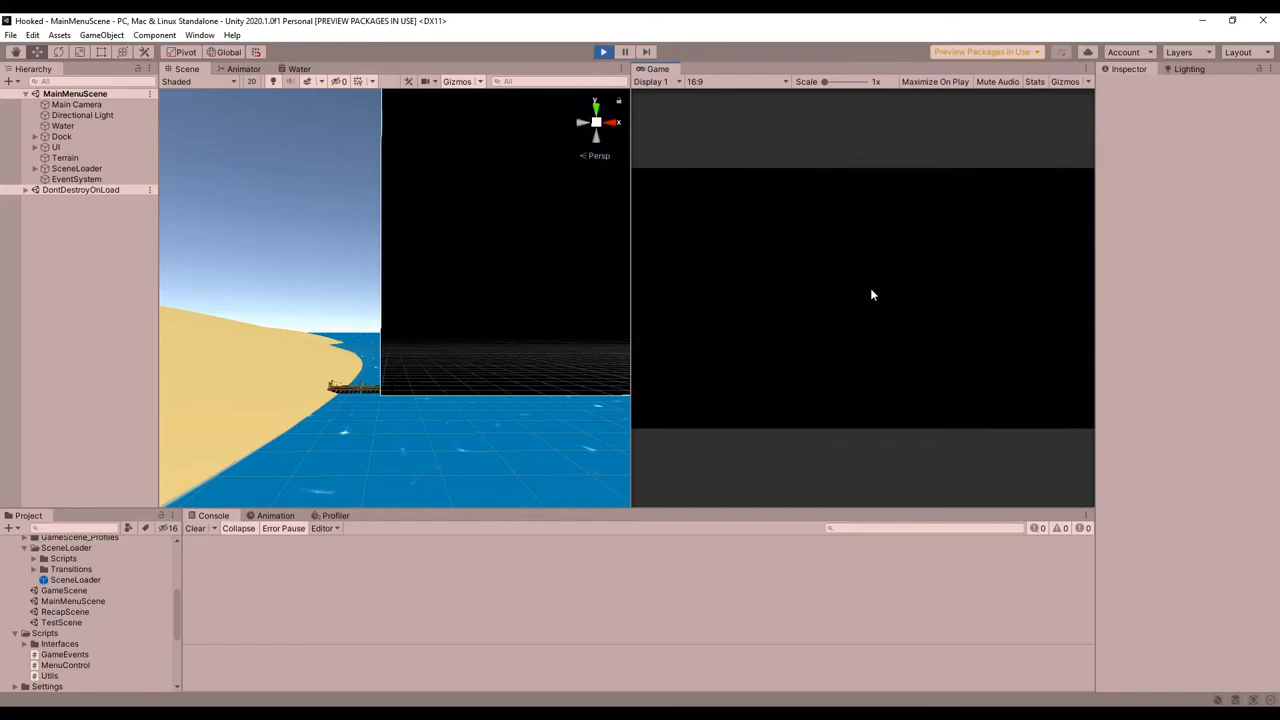 Hooked - MainMenuScene - PC, Mac & Linux Standalone - Unity 2020.1.0f1 Personal [PREVIEW PACKAGES IN USE] <DX11>
File Edit Assets GameObject Component Window Help
Pivot Global Preview Packages in Use Account Layers Layout
Hierarchy Scene Animator Water Game Inspector Lighting
All Shaded 2D 0 Gizmos All Display 1 16:9 Scale 1x Maximize On Play Mute Audio Stats Gizmos
MainMenuScene
Main Camera
Directional Light
Water
Dock
UI
Terrain
SceneLoader
EventSystem
DontDestroyOnLoad
y
x
Persp
Project Console Animation Profiler
16 Clear Collapse Error Pause Editor 0 0 0
GameScene_Profiles
SceneLoader
Scripts
Transitions
SceneLoader
GameScene
MainMenuScene
RecapScene
TestScene
Scripts
Interfaces
GameEvents
MenuControl
Utils
Settings